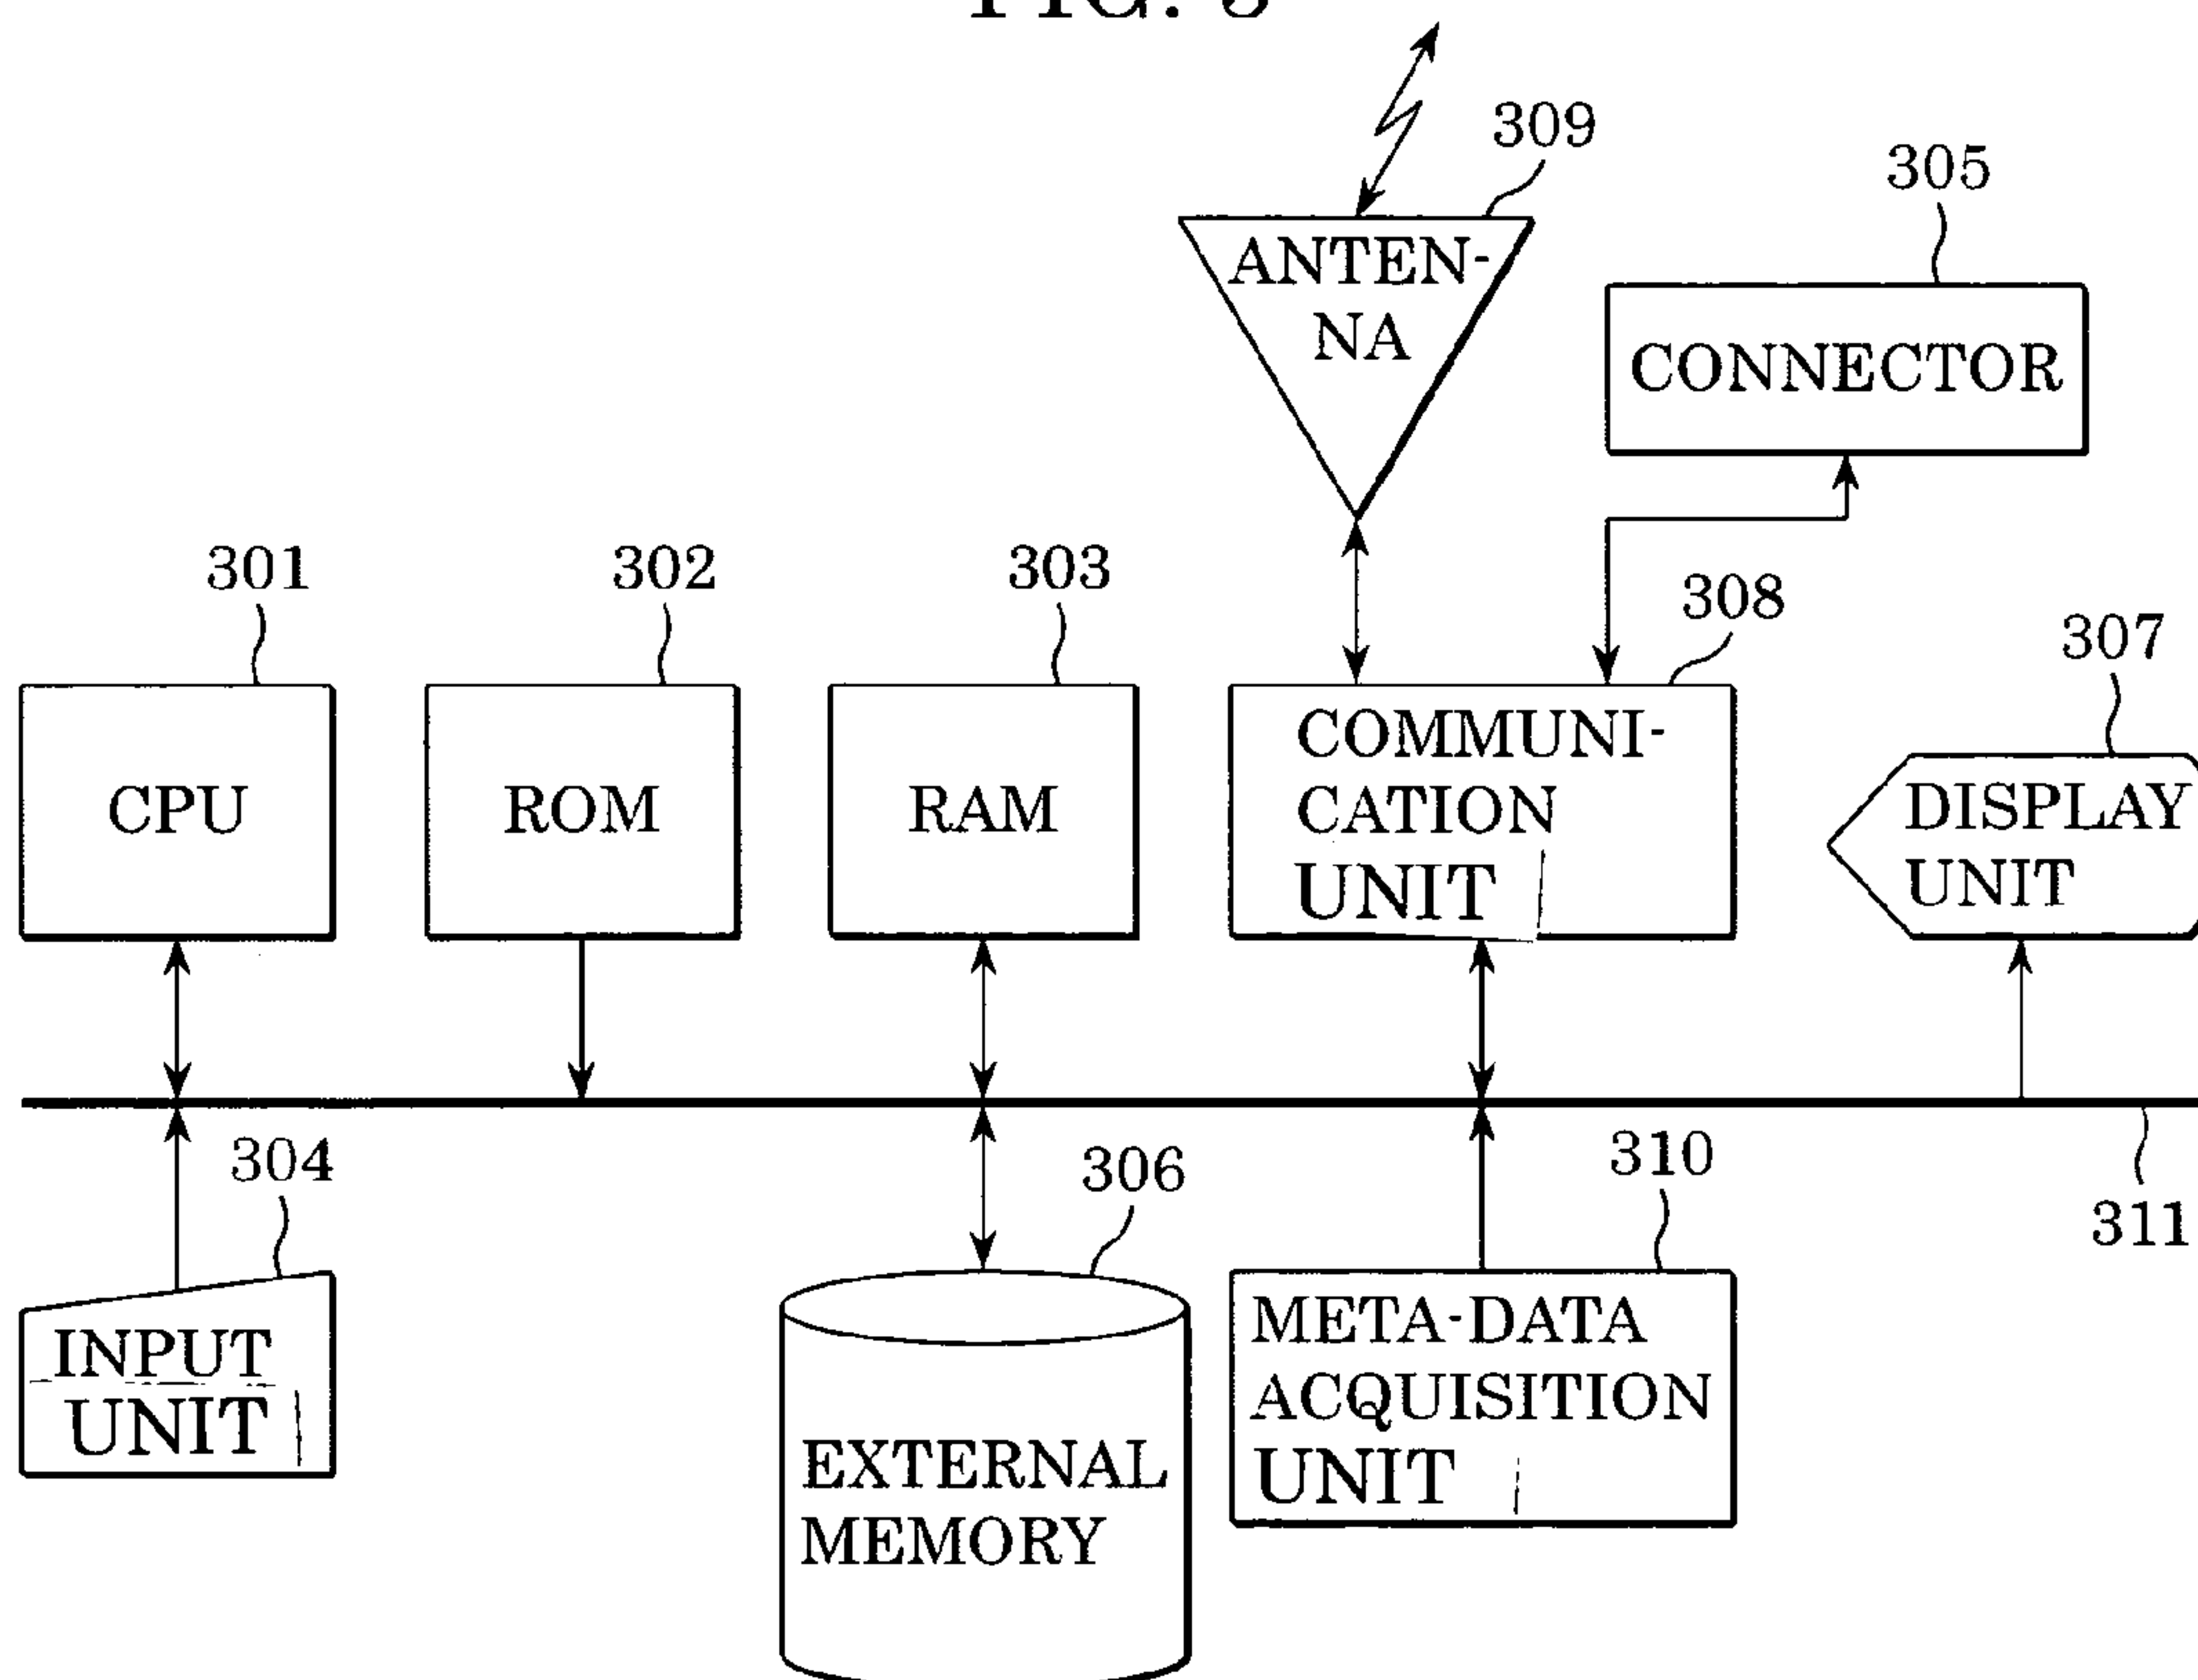 309
305
ANTEN-
NA
CONNECTOR
301
302
303
308
307
CPU
ROM
RAM
COMMUNI-
CATION
UNIT
DISPLAY
UNIT
304
306
310
311
INPUT
UNIT
EXTERNAL
MEMORY
META-DATA
ACQUISITION
UNIT